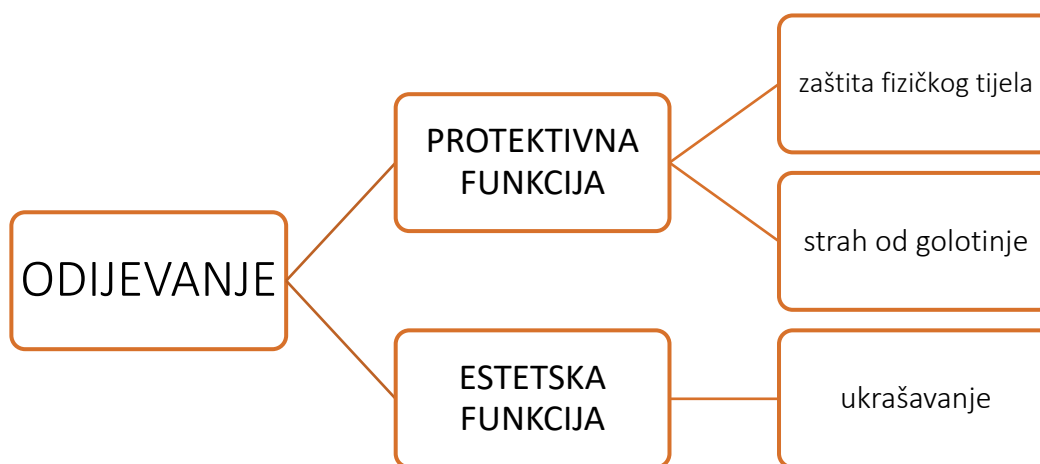 ODIJEVANJE
PROTEKTIVNA
FUNKCIJA
zaštita fizičkog tijela
strah od golotinje
ESTETSKA
FUNKCIJA
ukrašavanje